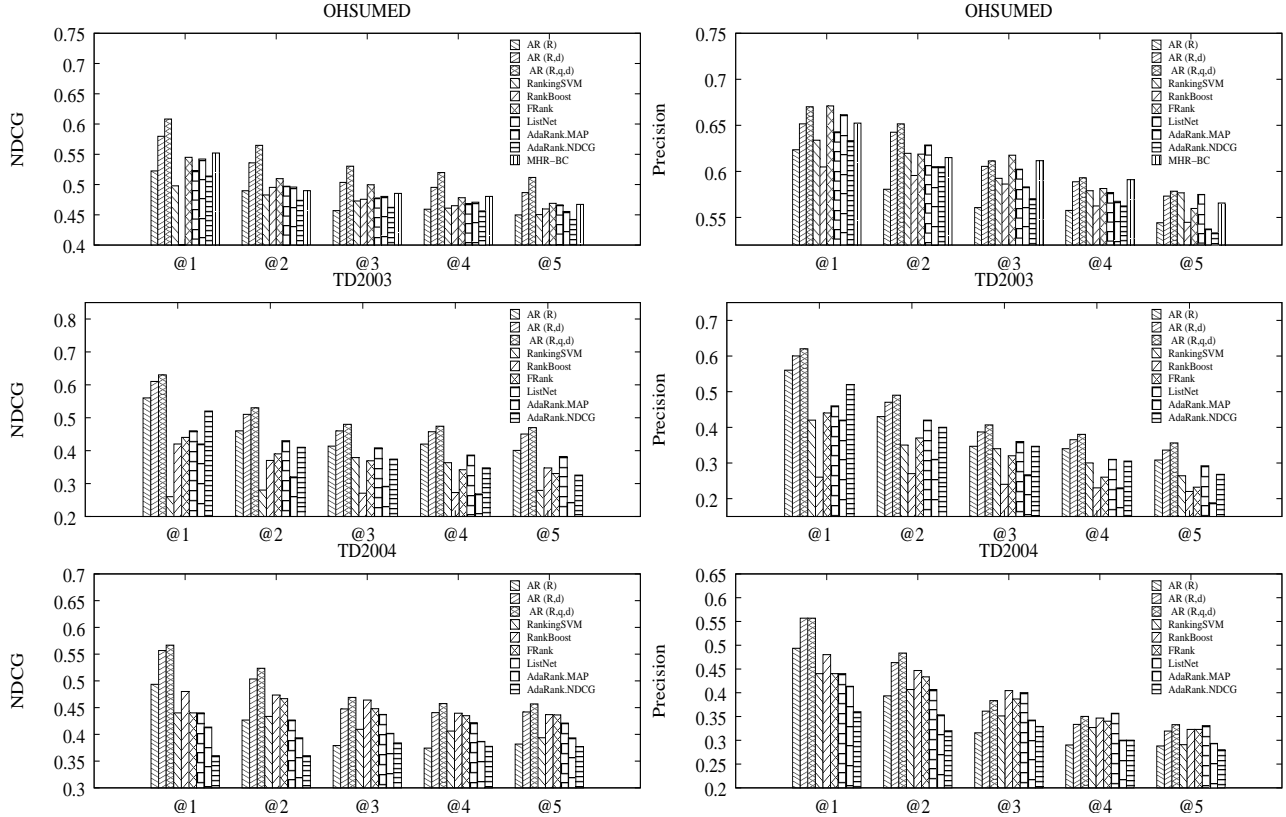 OHSUMED
NDCG
0.75
0.7
0.65
0.6
0.55
0.5
0.45
0.4
@1
@2
@3
@4
@5
AR (R)
AR (R,d)
AR (R,q,d)
RankingSVM
RankBoost
FRank
ListNet
AdaRank.MAP
AdaRank.NDCG
MHR-BC
OHSUMED
Precision
0.75
0.7
0.65
0.6
0.55
@1
@2
@3
@4
@5
AR (R)
AR (R,d)
AR (R,q,d)
RankingSVM
RankBoost
FRank
ListNet
AdaRank.MAP
AdaRank.NDCG
MHR-BC
TD2003
NDCG
0.8
0.7
0.6
0.5
0.4
0.3
0.2
@1
@2
@3
@4
@5
AR (R)
AR (R,d)
AR (R,q,d)
RankingSVM
RankBoost
FRank
ListNet
AdaRank.MAP
AdaRank.NDCG
TD2003
Precision
0.7
0.6
0.5
0.4
0.3
0.2
@1
@2
@3
@4
@5
AR (R)
AR (R,d)
AR (R,q,d)
RankingSVM
RankBoost
FRank
ListNet
AdaRank.MAP
AdaRank.NDCG
TD2004
NDCG
0.7
0.65
0.6
0.55
0.5
0.45
0.4
0.35
0.3
@1
@2
@3
@4
@5
AR (R)
AR (R,d)
AR (R,q,d)
RankingSVM
RankBoost
FRank
ListNet
AdaRank.MAP
AdaRank.NDCG
TD2004
Precision
0.65
0.6
0.55
0.5
0.45
0.4
0.35
0.3
0.25
0.2
@1
@2
@3
@4
@5
AR (R)
AR (R,d)
AR (R,q,d)
RankingSVM
RankBoost
FRank
ListNet
AdaRank.MAP
AdaRank.NDCG